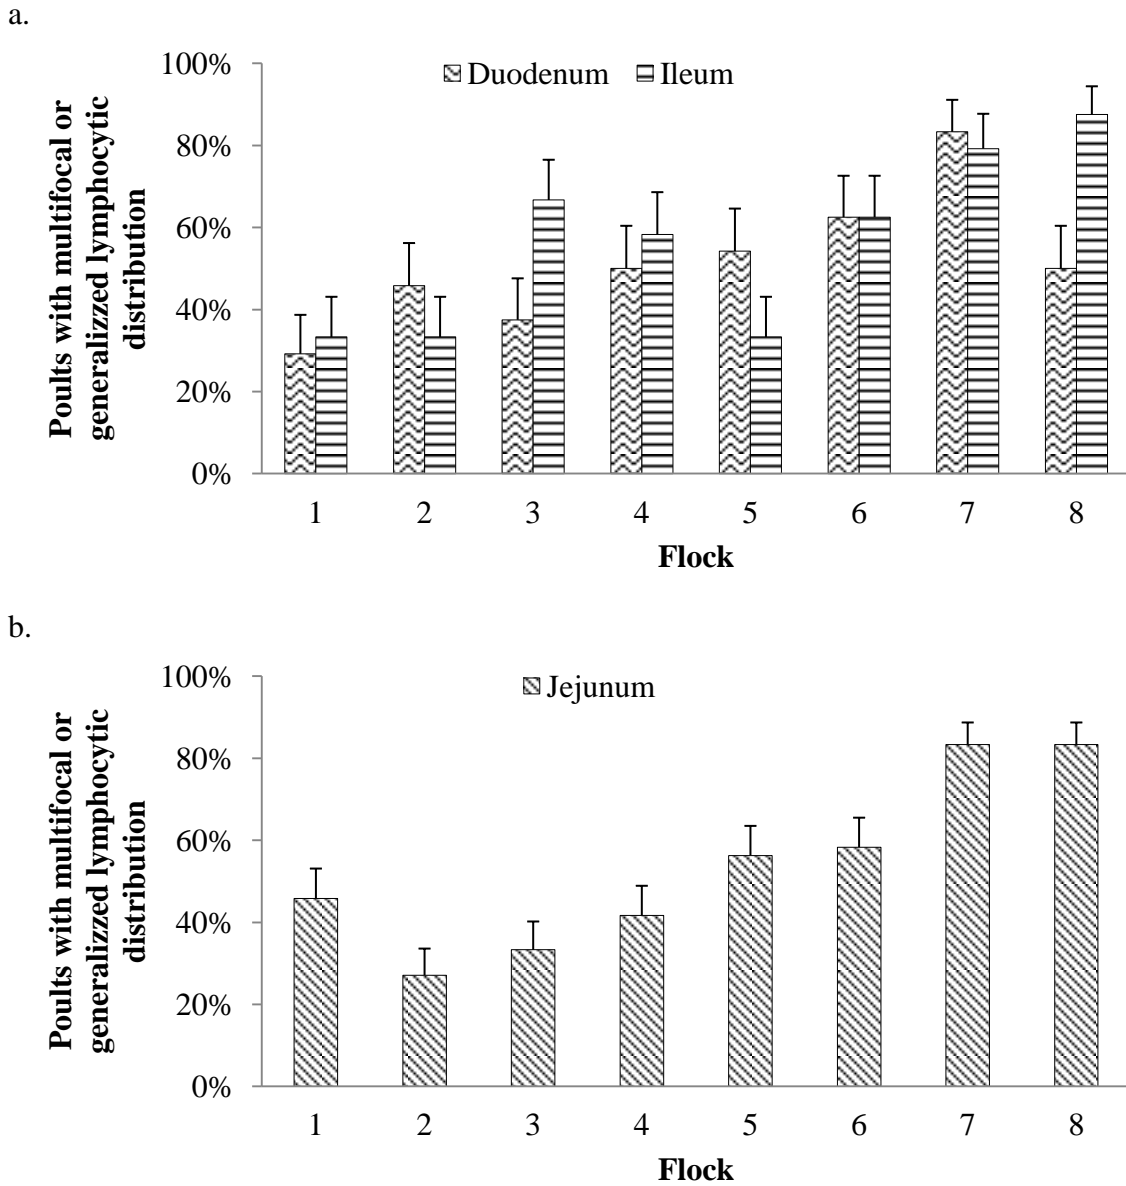 a.
Poults with multifocal or
generalizzed lymphocytic
distribution
100%
80%
60%
40%
20%
0%
Duodenum Ileum
1 2 3 4 5 6 7 8
Flock
b.
Poults with multifocal or
generalizzed lymphocytic
distribution
100%
80%
60%
40%
20%
0%
Jejunum
1 2 3 4 5 6 7 8
Flock